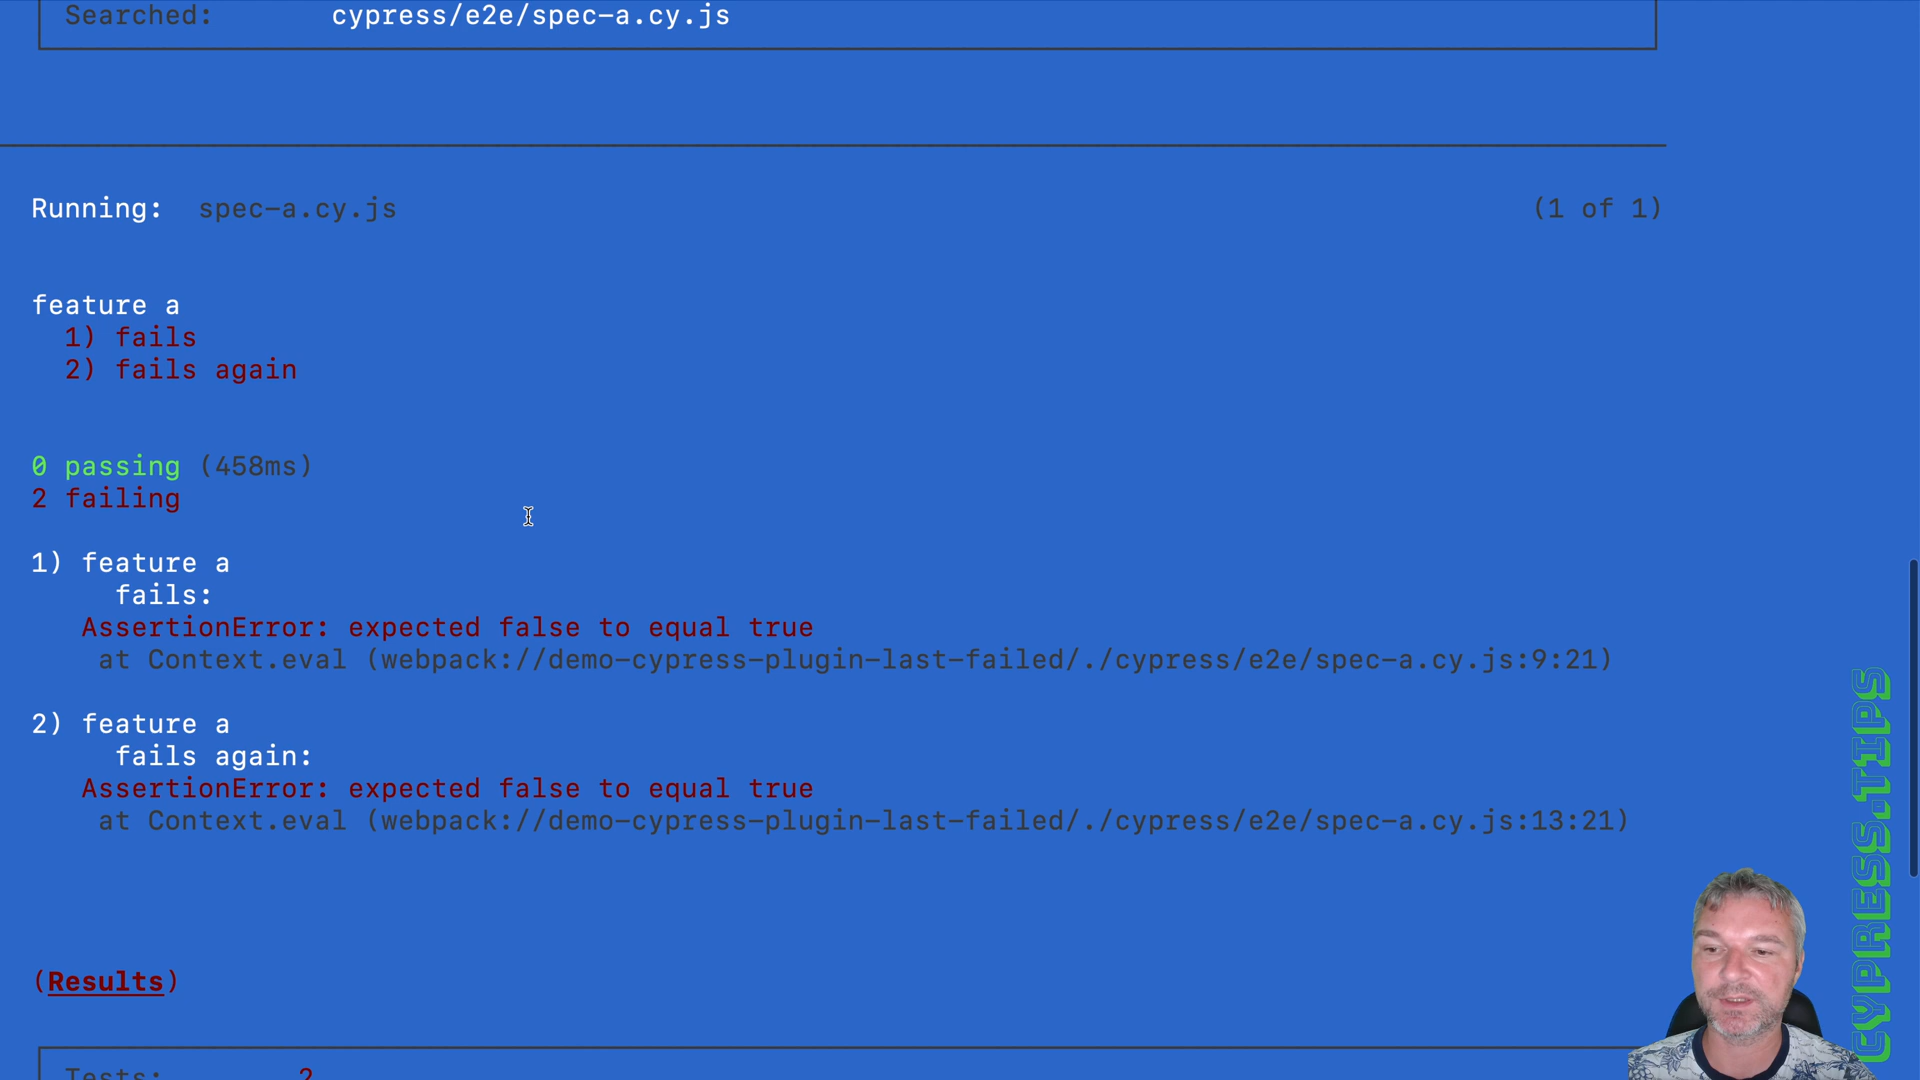 Searched: cypress/e2e/spec-a.cy.js
Running: spec-a.cy.js (1 of 1)
feature a
1) fails
2) fails again
0 passing (458ms)
2 failing
1) feature a
fails:
AssertionError: expected false to equal true
at Context.eval (webpack://demo-cypress-plugin-last-failed/./cypress/e2e/spec-a.cy.js:9:21)
2) feature a
fails again:
AssertionError: expected false to equal true
at Context.eval (webpack://demo-cypress-plugin-last-failed/./cypress/e2e/spec-a.cy.js:13:21)
(Results)
Tests: 2
CYPRESS.TIPS